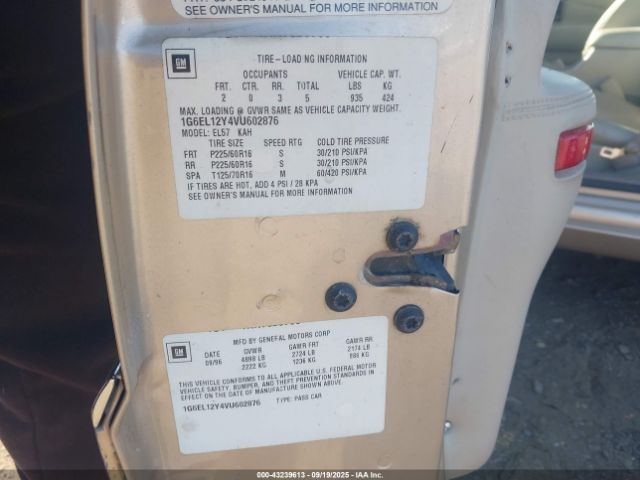 SEE OWNER'S MANUAL FOR MORE INFORMATION
GM
TIRE-LOADING INFORMATION
OCCUPANTS VEHICLE CAP. WT.
FRT. CTR. RR. TOTAL LBS KG
2 0 3 5 935 424
MAX. LOADING @ GVWR SAME AS VEHICLE CAPACITY WEIGHT.
1G6EL12Y4VU602876
MODEL: EL57 KAH
TIRE SIZE SPEED RTG COLD TIRE PRESSURE
FRT P225/60R16 S 30/210 PSI/KPA
RR P225/60R16 S 30/210 PSI/KPA
SPA T125/70R16 M 60/420 PSI/KPA
IF TIRES ARE HOT, ADD 4 PSI / 28 KPA
SEE OWNER'S MANUAL FOR MORE INFORMATION
GM
MFG BY GENERAL MOTORS CORP
DATE GVWR GAWR FRT GAWR RR
09/96 4898 LB 2724 LB 2174 LB
2222 KG 1236 KG 986 KG
THIS VEHICLE CONFORMS TO ALL APPLICABLE U.S. FEDERAL MOTOR
VEHICLE SAFETY, BUMPER, AND THEFT PREVENTION STANDARDS IN
EFFECT ON THE DATE OF MANUFACTURE SHOWN ABOVE.
1G6EL12Y4VU602876 TYPE: PASS CAR
00-43239613 - 09/19/2025 - COPYRIGHT IAA